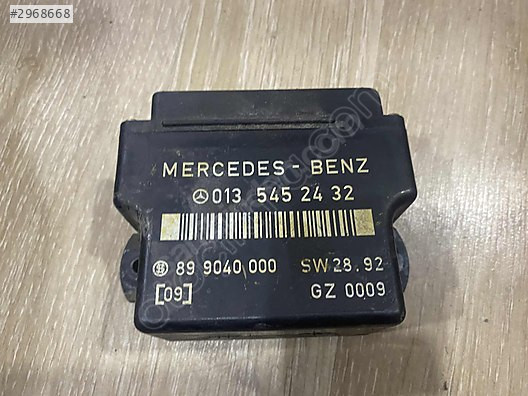 #2968668
MERCEDES - BENZ
013 545 24 32
89 9040 000 SW 28.92
[09] GZ 0009